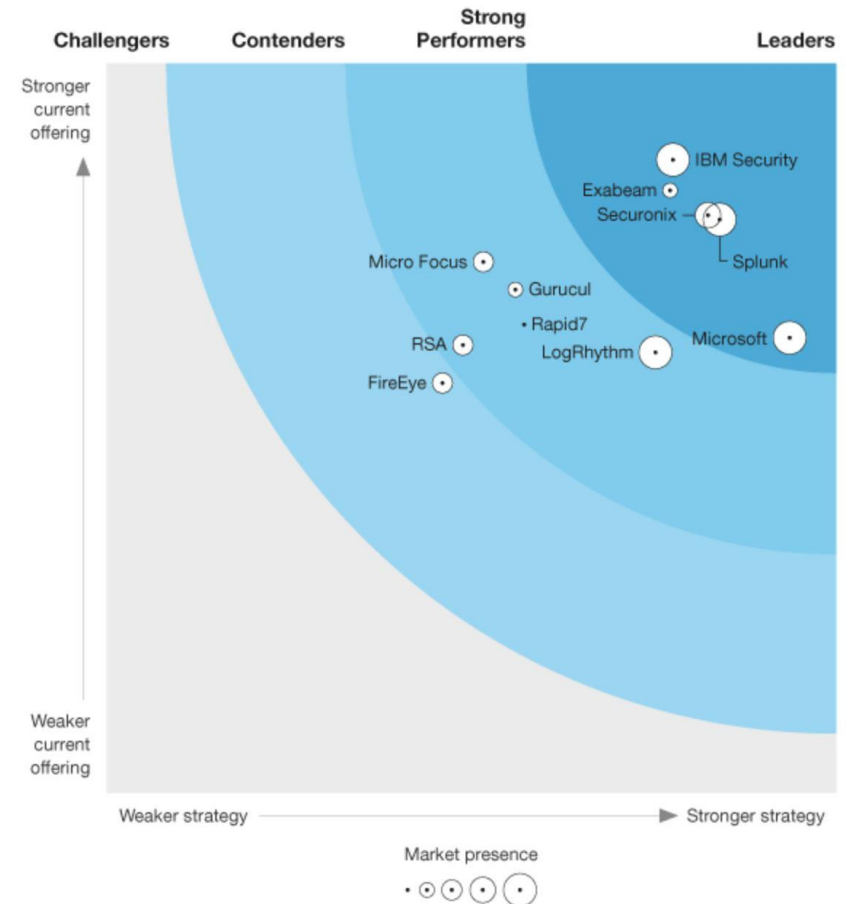 Challengers
Contenders
Strong
Performers
Leaders
Stronger
current
offering
IBM Security
Exabeam
Securonix
Splunk
Micro Focus
Gurucul
Rapid7
RSA
LogRhythm
Microsoft
FireEye
Weaker
current
offering
Weaker strategy
Stronger strategy
Market presence